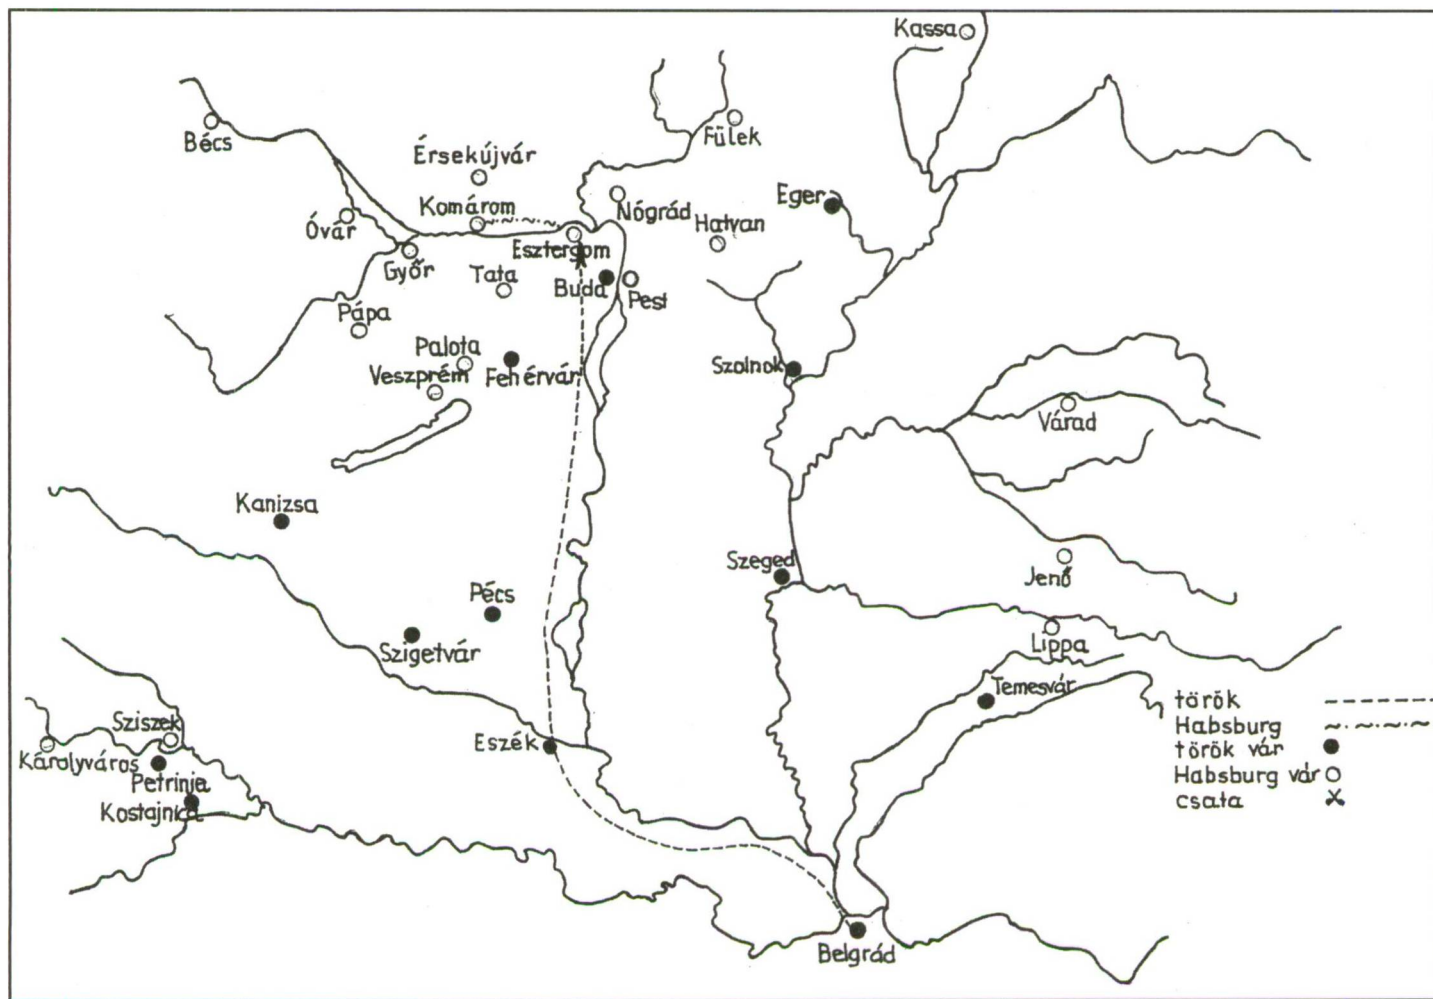 Kassa
Bécs
Fülek
Érsekújvár
Komárom
Nógrád
Eger
Hatvan
Óvár
Esztergom
Győr
Tata
Buda
Pest
Pápa
Palota
Szolnok
Veszprém
Fehérvár
Várad
Kanizsa
Szeged
Jenő
Pécs
Szigetvár
Lippa
Temesvár
török
Sziszek
Habsburg
Eszék
török vár
Károlyváros
Petrinja
Habsburg vár
Kostajnica
csata
Belgrád